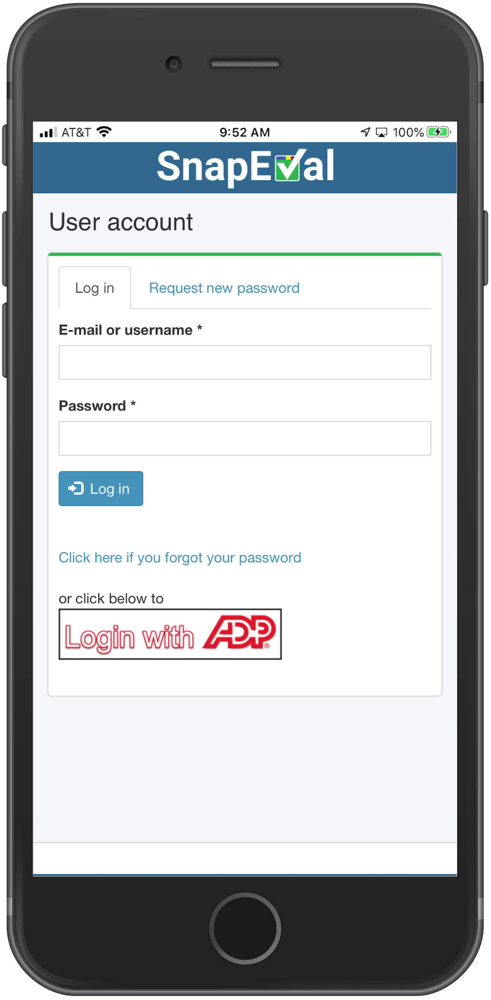 AT&T 9:52 AM 100%
SnapEval
User account
Log in Request new password
E-mail or username *
Password *
Log in
Click here if you forgot your password
or click below to
Login with ADP®